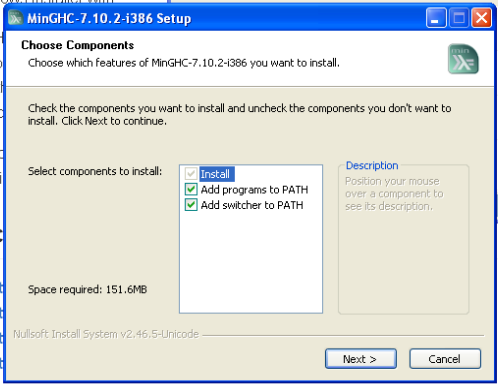 MinGHC-7.10.2-i386 Setup
Choose Components
Choose which features of MinGHC-7.10.2-i386 you want to install.
Check the components you want to install and uncheck the components you don't want to
install. Click Next to continue.
Select components to install:
Install
Add programs to PATH
Add switcher to PATH
Description
Position your mouse
over a component to
see its description.
Space required: 151.6MB
Nullsoft Install System v2.46.5-Unicode
Next >
Cancel